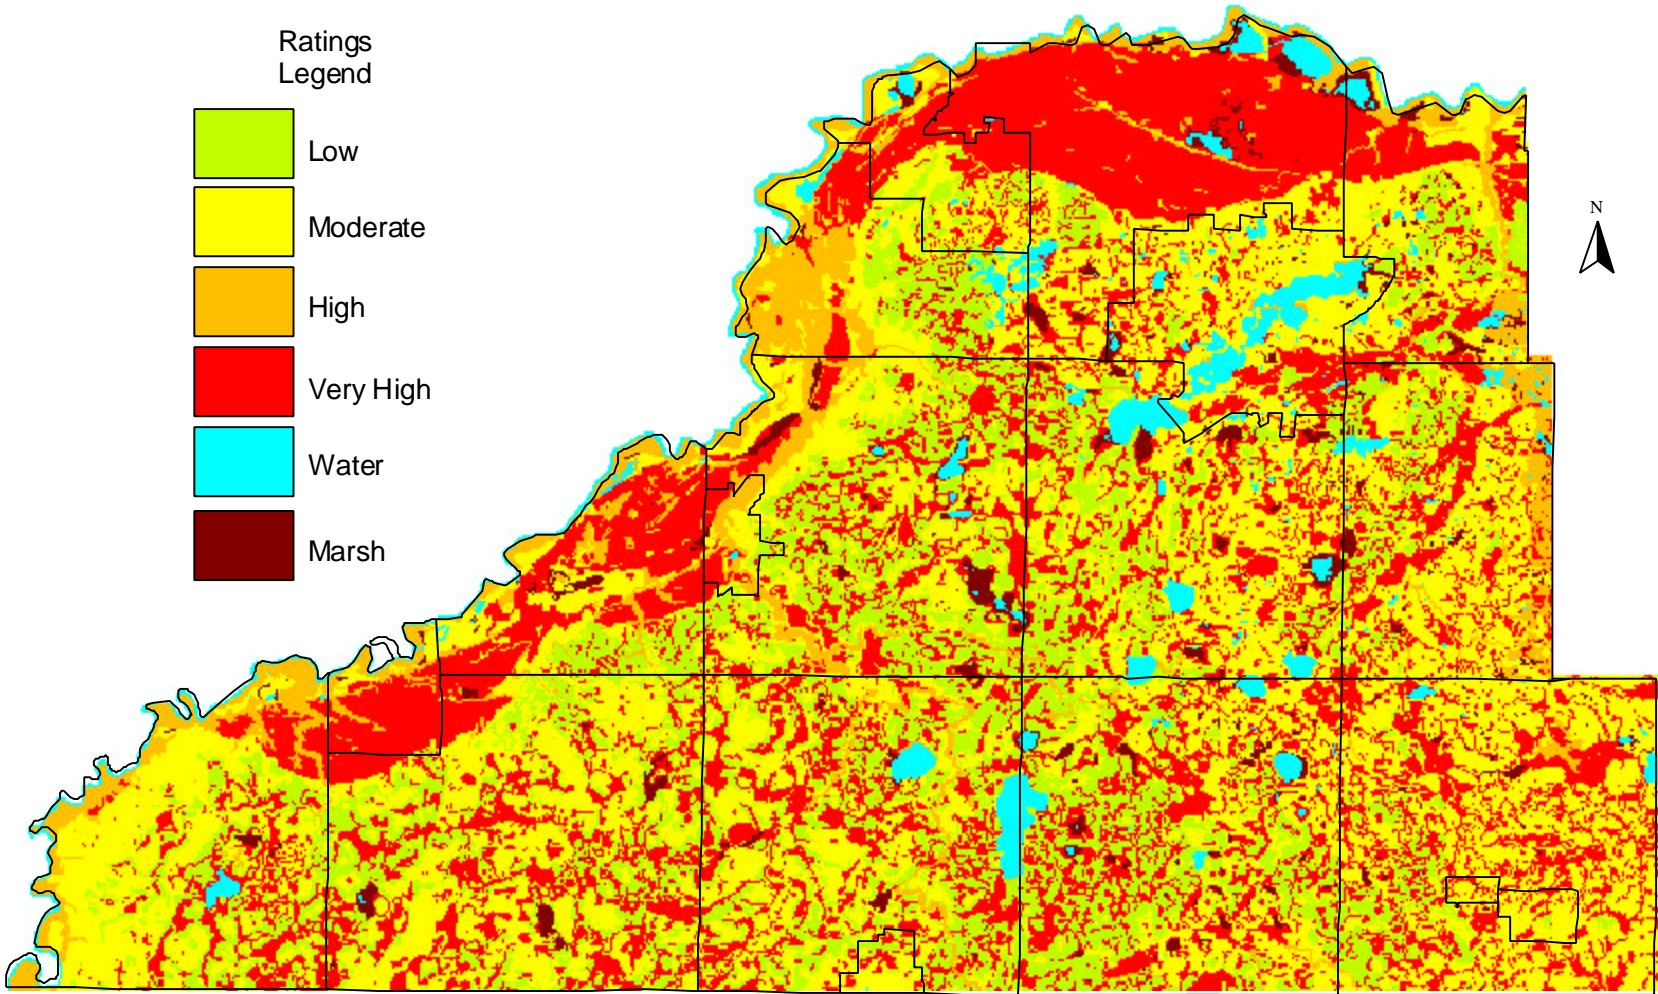 Ratings
Legend
Low
Moderate
High
Very High
Water
Marsh
N